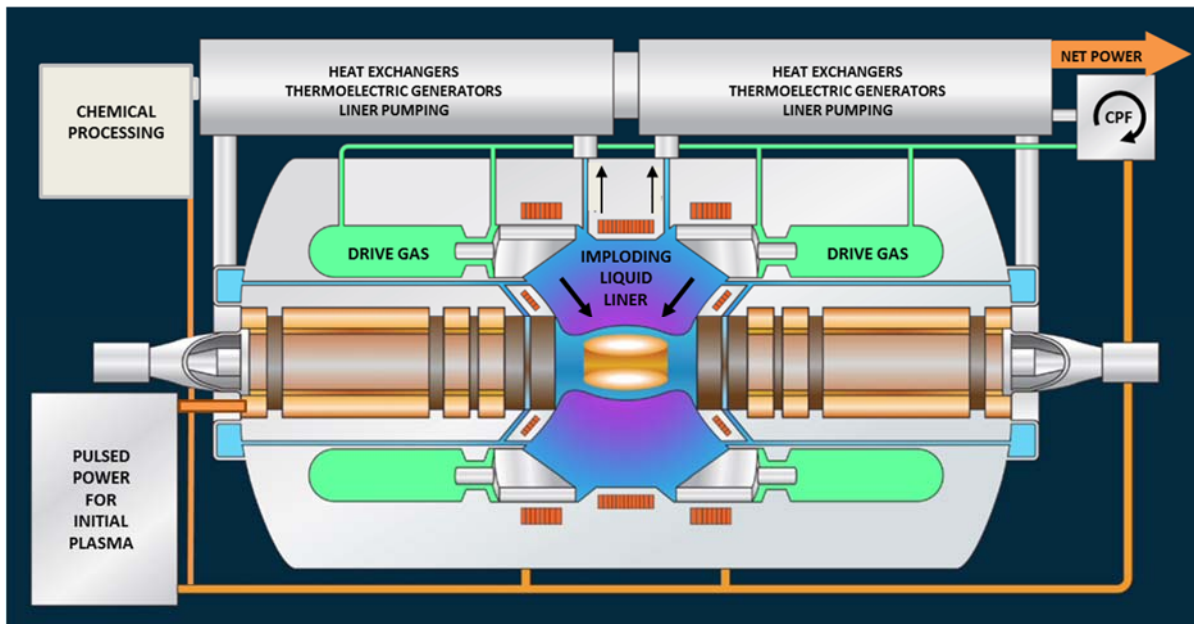 HEAT EXCHANGERS
THERMOELECTRIC GENERATORS
LINER PUMPING
HEAT EXCHANGERS
THERMOELECTRIC GENERATORS
LINER PUMPING
NET POWER
CHEMICAL
PROCESSING
CPF
DRIVE GAS
IMPLODING
LIQUID
LINER
DRIVE GAS
PULSED
POWER
FOR
INITIAL
PLASMA